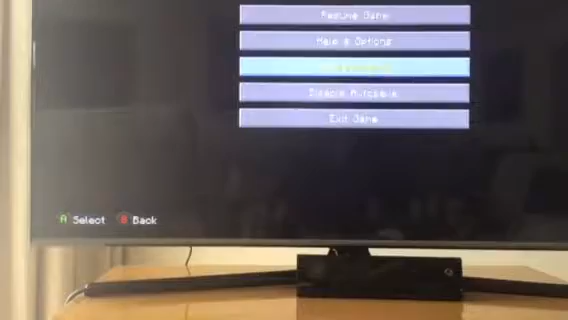 Resume Game
Help & Options
Disable Autosave
Exit Game
A Select B Back